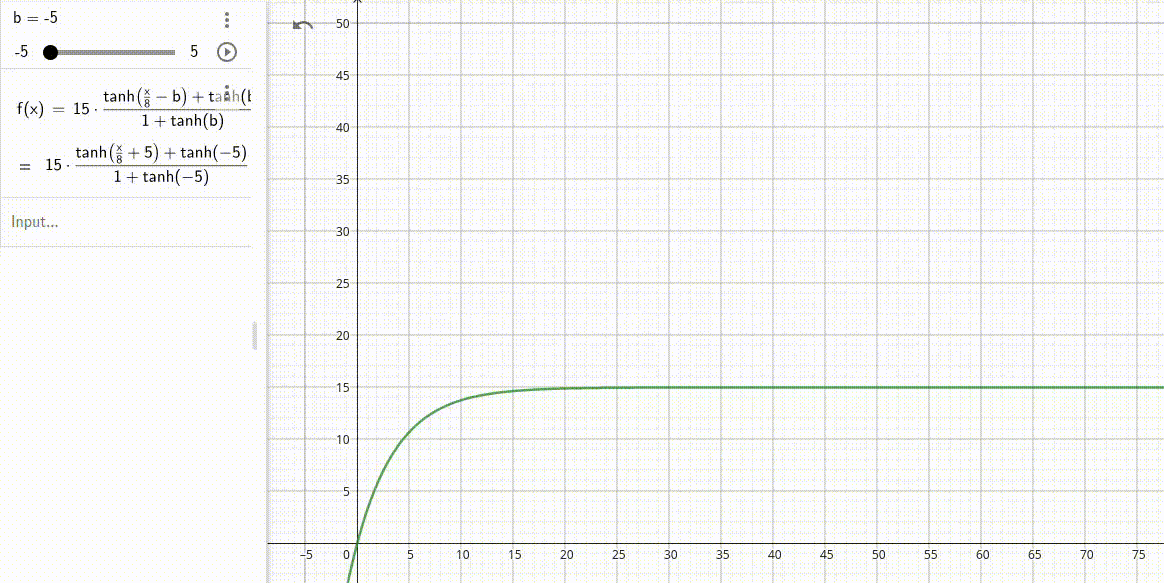 b = -5
-5 5
f(x) = 15 · (tanh(x/8 − b) + tanh(b
1 + tanh(b)
= 15 · (tanh(x/8 + 5) + tanh(−5)
1 + tanh(−5)
Input...
50
45
40
35
30
25
20
15
10
5
−5 0 5 10 15 20 25 30 35 40 45 50 55 60 65 70 75